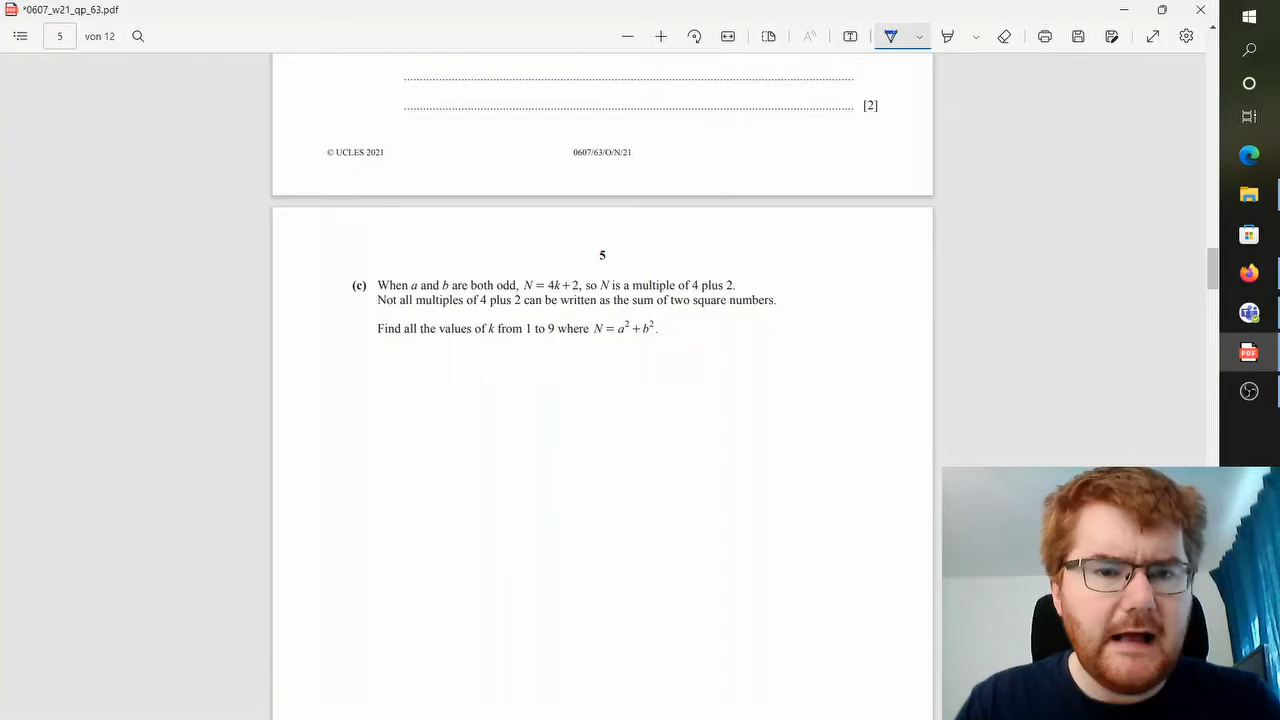 *0607_w21_qp_63.pdf
5 von 12
[2]
© UCLES 2021 0607/63/O/N/21
5
(c) When a and b are both odd, N = 4k + 2, so N is a multiple of 4 plus 2.
Not all multiples of 4 plus 2 can be written as the sum of two square numbers.
Find all the values of k from 1 to 9 where N = a² + b².
PDF